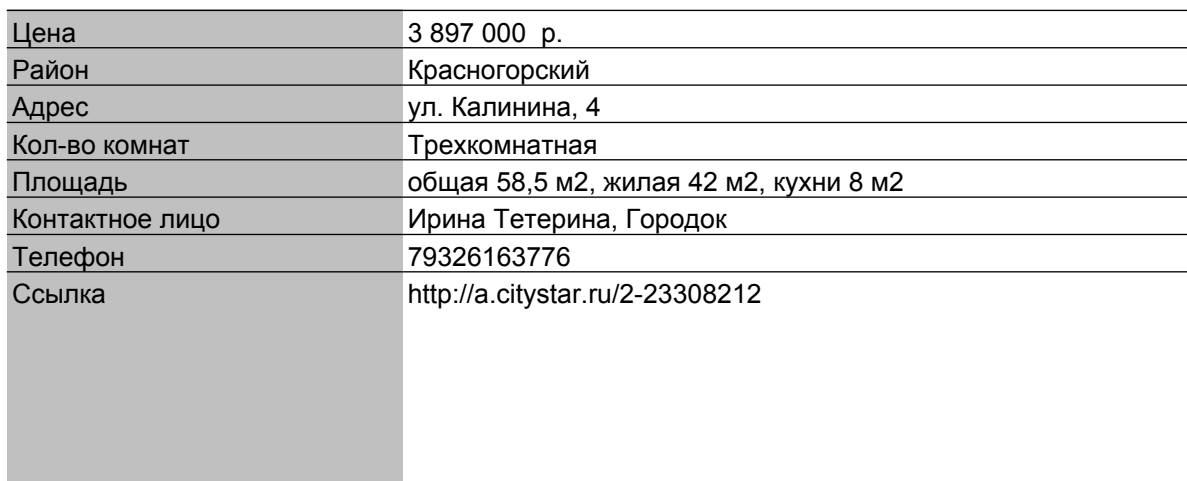 Цена 3 897 000 р.
Район Красногорский
Адрес ул. Калинина, 4
Кол-во комнат Трехкомнатная
Площадь общая 58,5 м2, жилая 42 м2, кухни 8 м2
Контактное лицо Ирина Тетерина, Городок
Телефон 79326163776
Ссылка http://a.citystar.ru/2-23308212